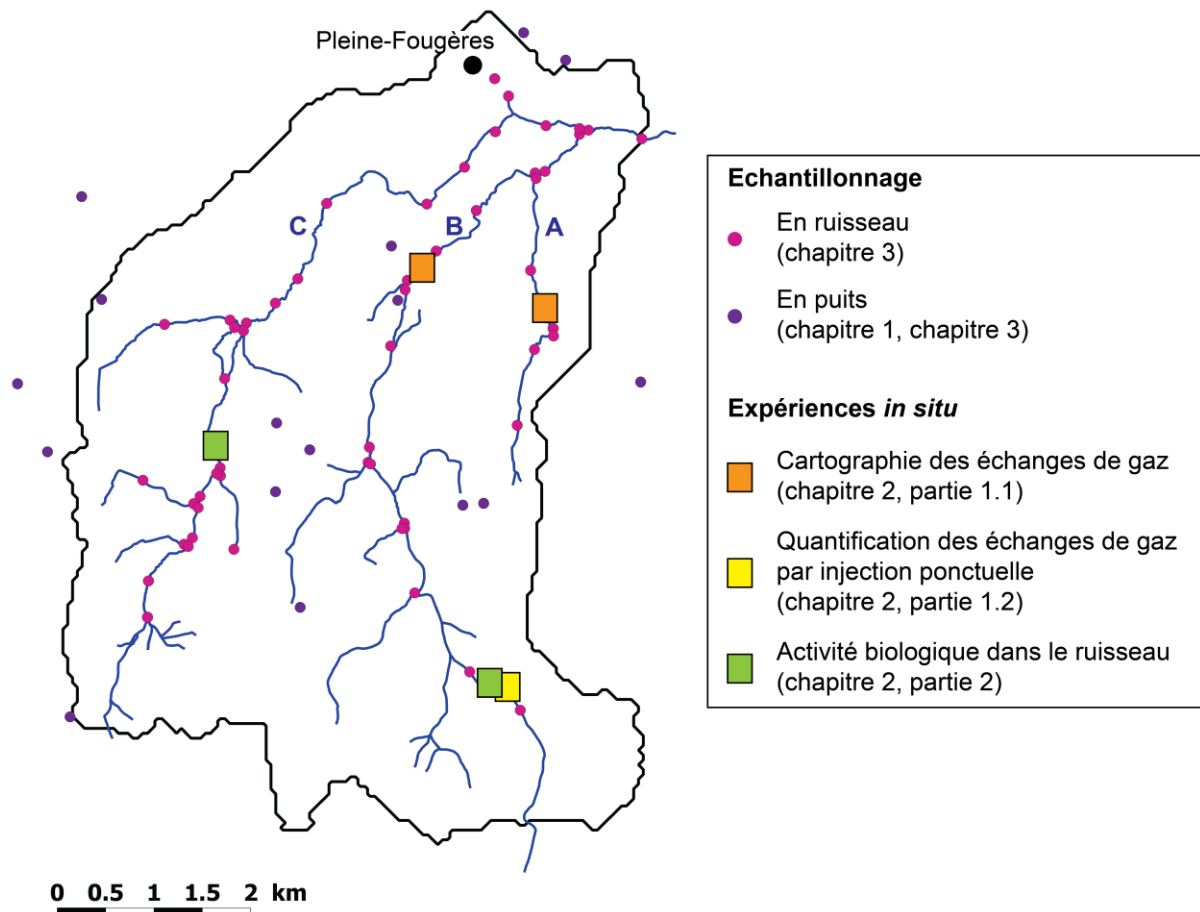 Pleine-Fougères
C
B
A
0 0.5 1 1.5 2 km
Echantillonnage
En ruisseau
(chapitre 3)
En puits
(chapitre 1, chapitre 3)
Expériences in situ
Cartographie des échanges de gaz
(chapitre 2, partie 1.1)
Quantification des échanges de gaz
par injection ponctuelle
(chapitre 2, partie 1.2)
Activité biologique dans le ruisseau
(chapitre 2, partie 2)